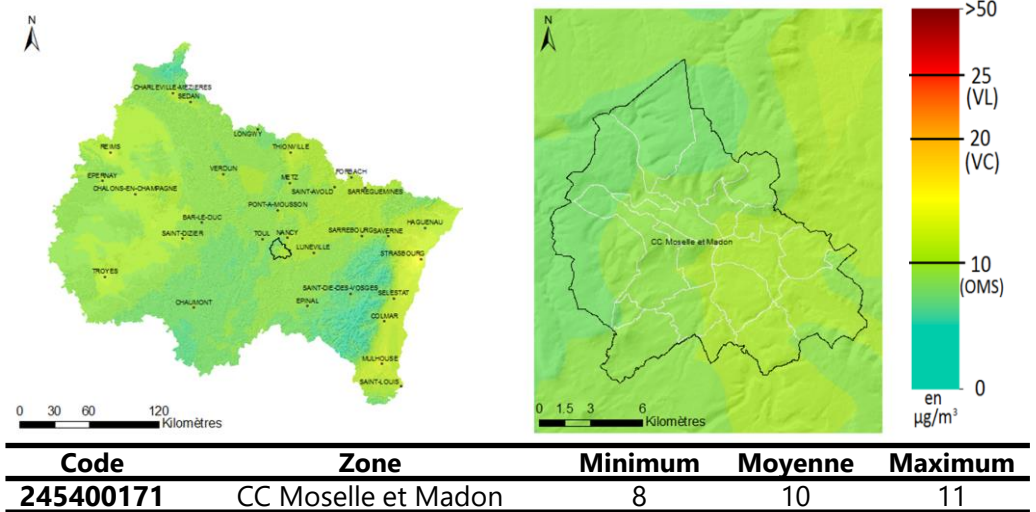 N
CHARLEVILLE-MEZIERES
SEDAN
LONGWY
REIMS
THIONVILLE
EPERNAY
VERDUN
FORBACH
CHALONS-EN-CHAMPAGNE
METZ
SAINT-AVOLD
SARREGUEMINES
PONT-A-MOUSSON
BAR-LE-DUC
HAGUENAU
SAINT-DIZIER
TOUL
NANCY
SARREBOURG
SAVERNE
LUNEVILLE
STRASBOURG
TROYES
SAINT-DIE-DES-VOSGES
SELESTAT
CHAUMONT
EPINAL
COLMAR
MULHOUSE
SAINT-LOUIS
0 30 60 120
Kilomètres
N
CC Moselle et Madon
0 1.5 3 6
Kilomètres
>50
25
(VL)
20
(VC)
10
(OMS)
0
en
µg/m³
Code Zone Minimum Moyenne Maximum
245400171 CC Moselle et Madon 8 10 11